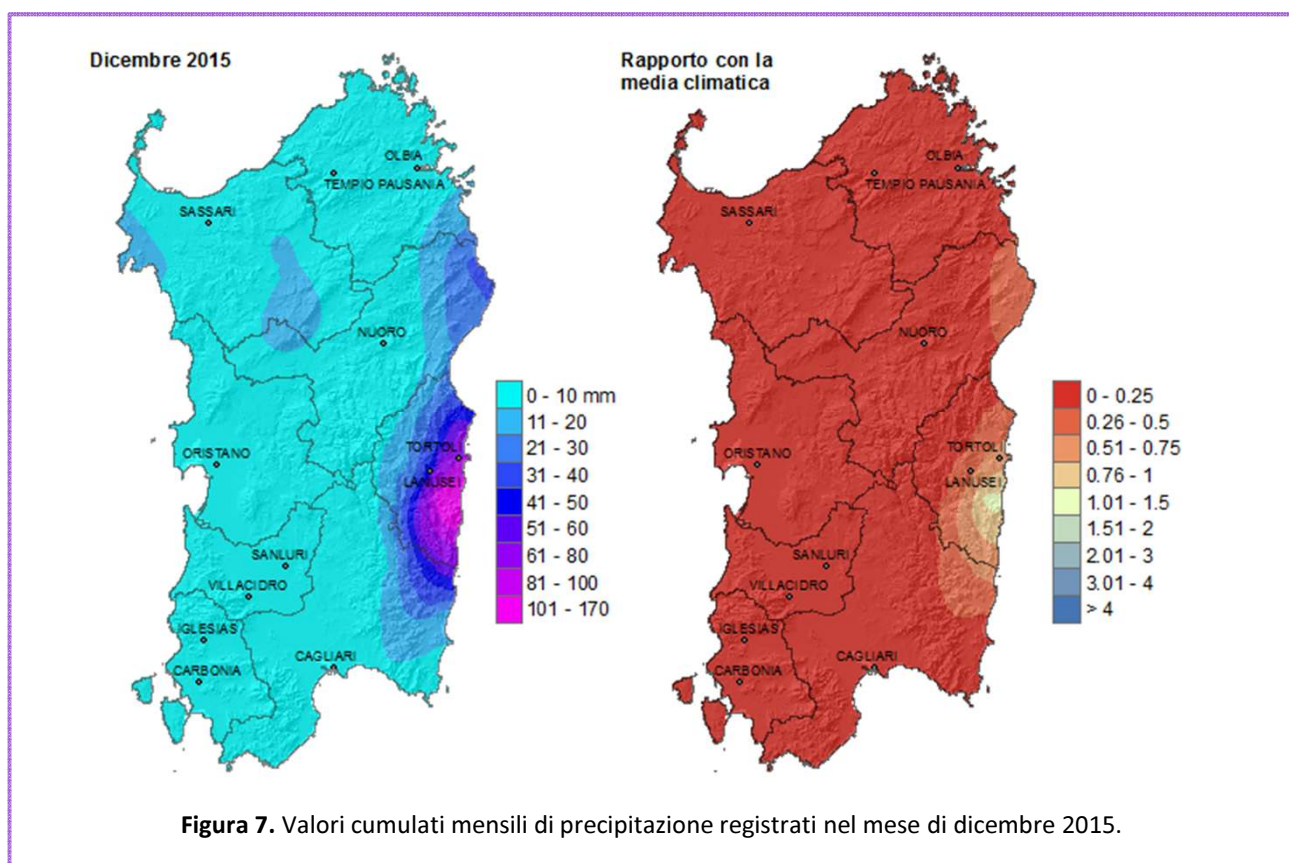 Dicembre 2015
OLBIA
TEMPIO PAUSANIA
SASSARI
NUORO
TORTOLI
ORISTANO
LANUSEI
SANLURI
VILLACIDRO
IGLESIAS
CAGLIARI
CARBONIA
0 - 10 mm
11 - 20
21 - 30
31 - 40
41 - 50
51 - 60
61 - 80
81 - 100
101 - 170
Rapporto con la
media climatica
OLBIA
TEMPIO PAUSANIA
SASSARI
NUORO
TORTOLI
ORISTANO
LANUSEI
SANLURI
VILLACIDRO
IGLESIAS
CAGLIARI
CARBONIA
0 - 0.25
0.26 - 0.5
0.51 - 0.75
0.76 - 1
1.01 - 1.5
1.51 - 2
2.01 - 3
3.01 - 4
> 4
Figura 7. Valori cumulati mensili di precipitazione registrati nel mese di dicembre 2015.